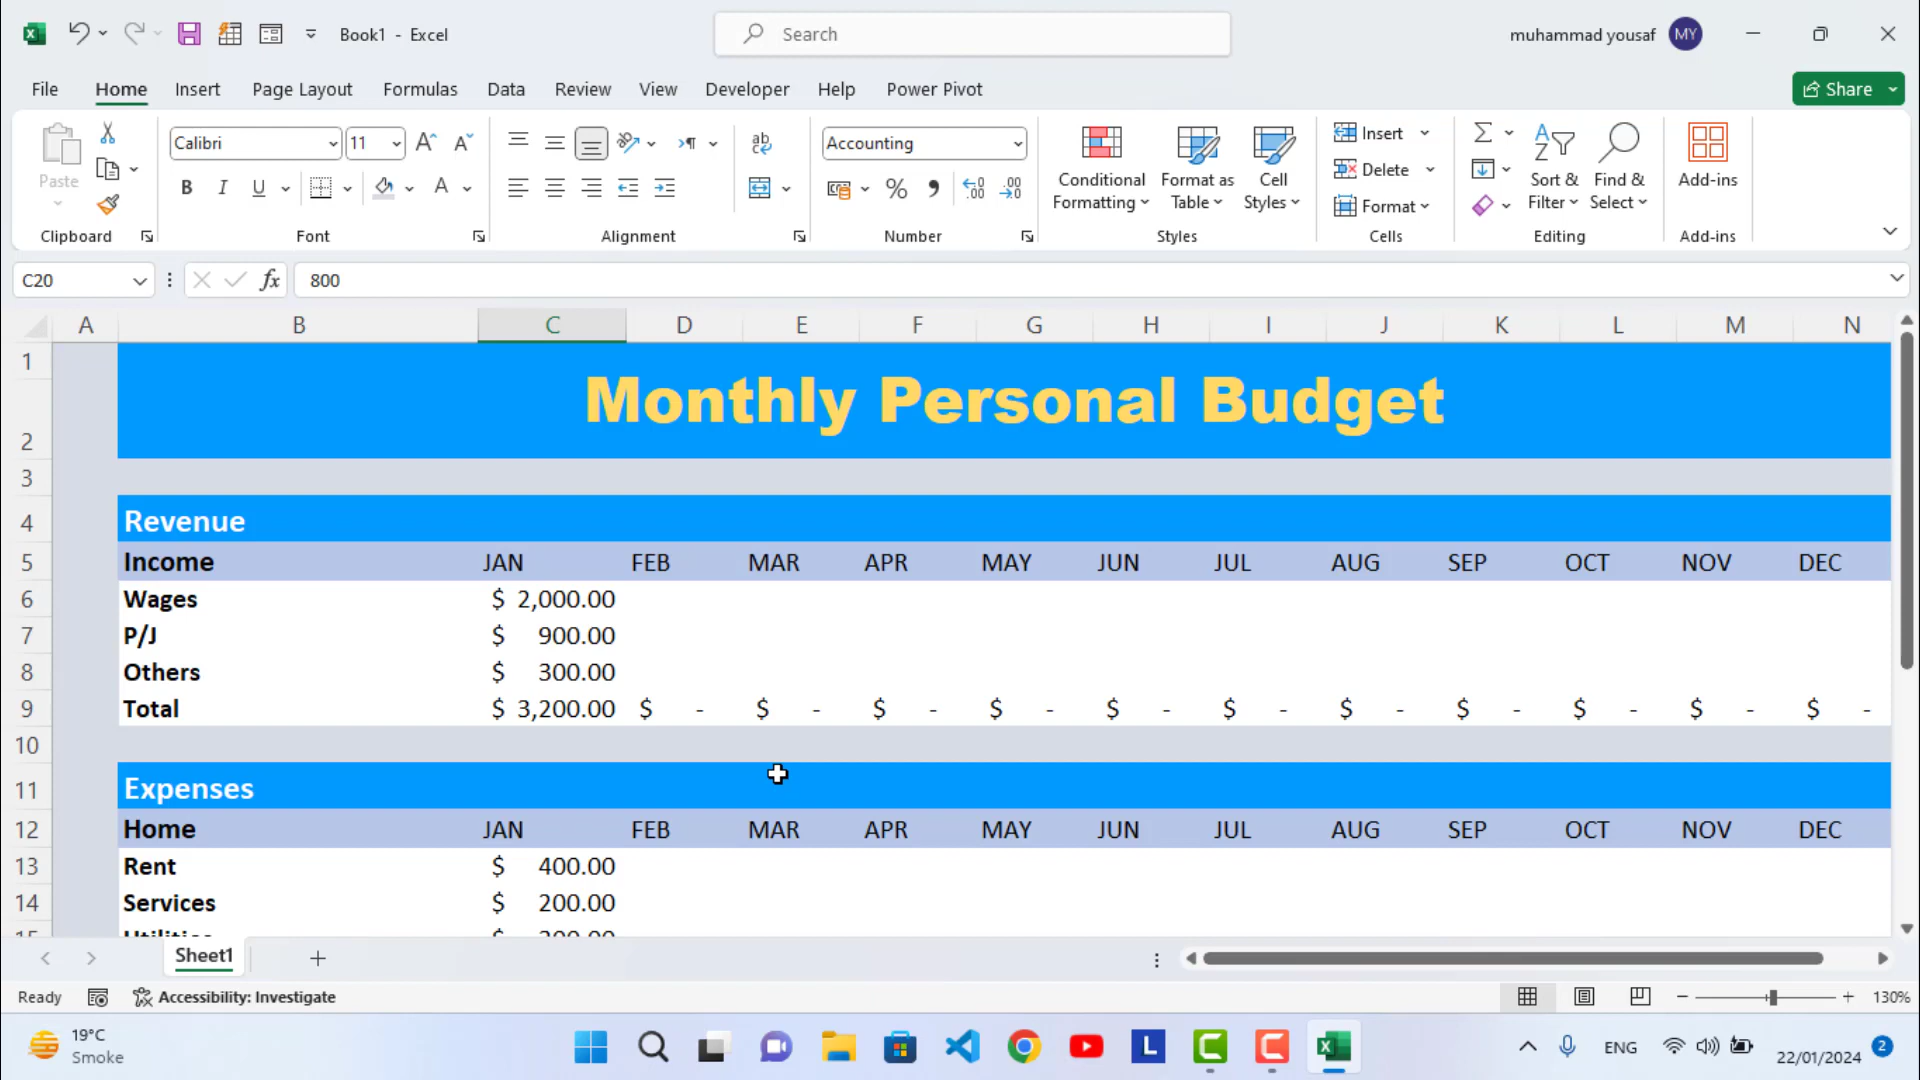 Book1 - Excel
Search
muhammad yousaf MY
File Home Insert Page Layout Formulas Data Review View Developer Help Power Pivot Share
Paste
Clipboard
Calibri 11
B I U A
Font
ab
Alignment
Accounting
%
Number
Conditional Formatting
Format as Table
Cell Styles
Styles
Insert
Delete
Format
Cells
Sort & Filter
Find & Select
Editing
Add-ins
Add-ins
C20 fx 800
A B C D E F G H I J K L M N
1
2 Monthly Personal Budget
3
4 Revenue
5 Income JAN FEB MAR APR MAY JUN JUL AUG SEP OCT NOV DEC
6 Wages $ 2,000.00
7 P/J $ 900.00
8 Others $ 300.00
9 Total $ 3,200.00 $ - $ - $ - $ - $ - $ - $ - $ - $ - $ - $ -
10
11 Expenses
12 Home JAN FEB MAR APR MAY JUN JUL AUG SEP OCT NOV DEC
13 Rent $ 400.00
14 Services $ 200.00
Sheet1
Ready Accessibility: Investigate 130%
19°C
Smoke
L
ENG
22/01/2024 2